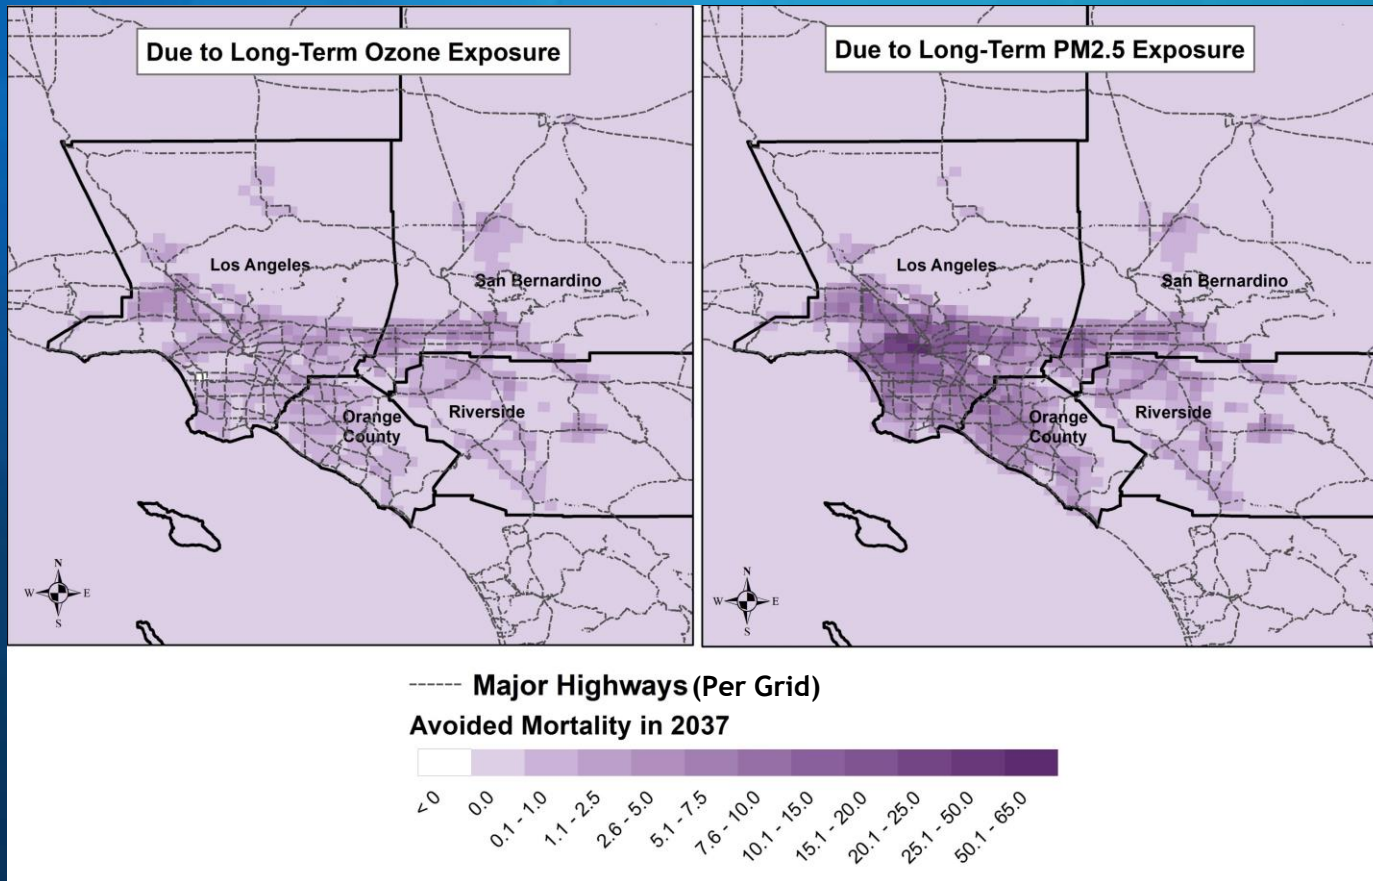 Due to Long-Term Ozone Exposure
Los Angeles
San Bernardino
Orange
County
Riverside
N
W
E
S
Due to Long-Term PM2.5 Exposure
Los Angeles
San Bernardino
Orange
County
Riverside
N
W
E
S
Major Highways (Per Grid)
Avoided Mortality in 2037
< 0
0.0
0.1 - 1.0
1.1 - 2.5
2.6 - 5.0
5.1 - 7.5
7.6 - 10.0
10.1 - 15.0
15.1 - 20.0
20.1 - 25.0
25.1 - 50.0
50.1 - 65.0